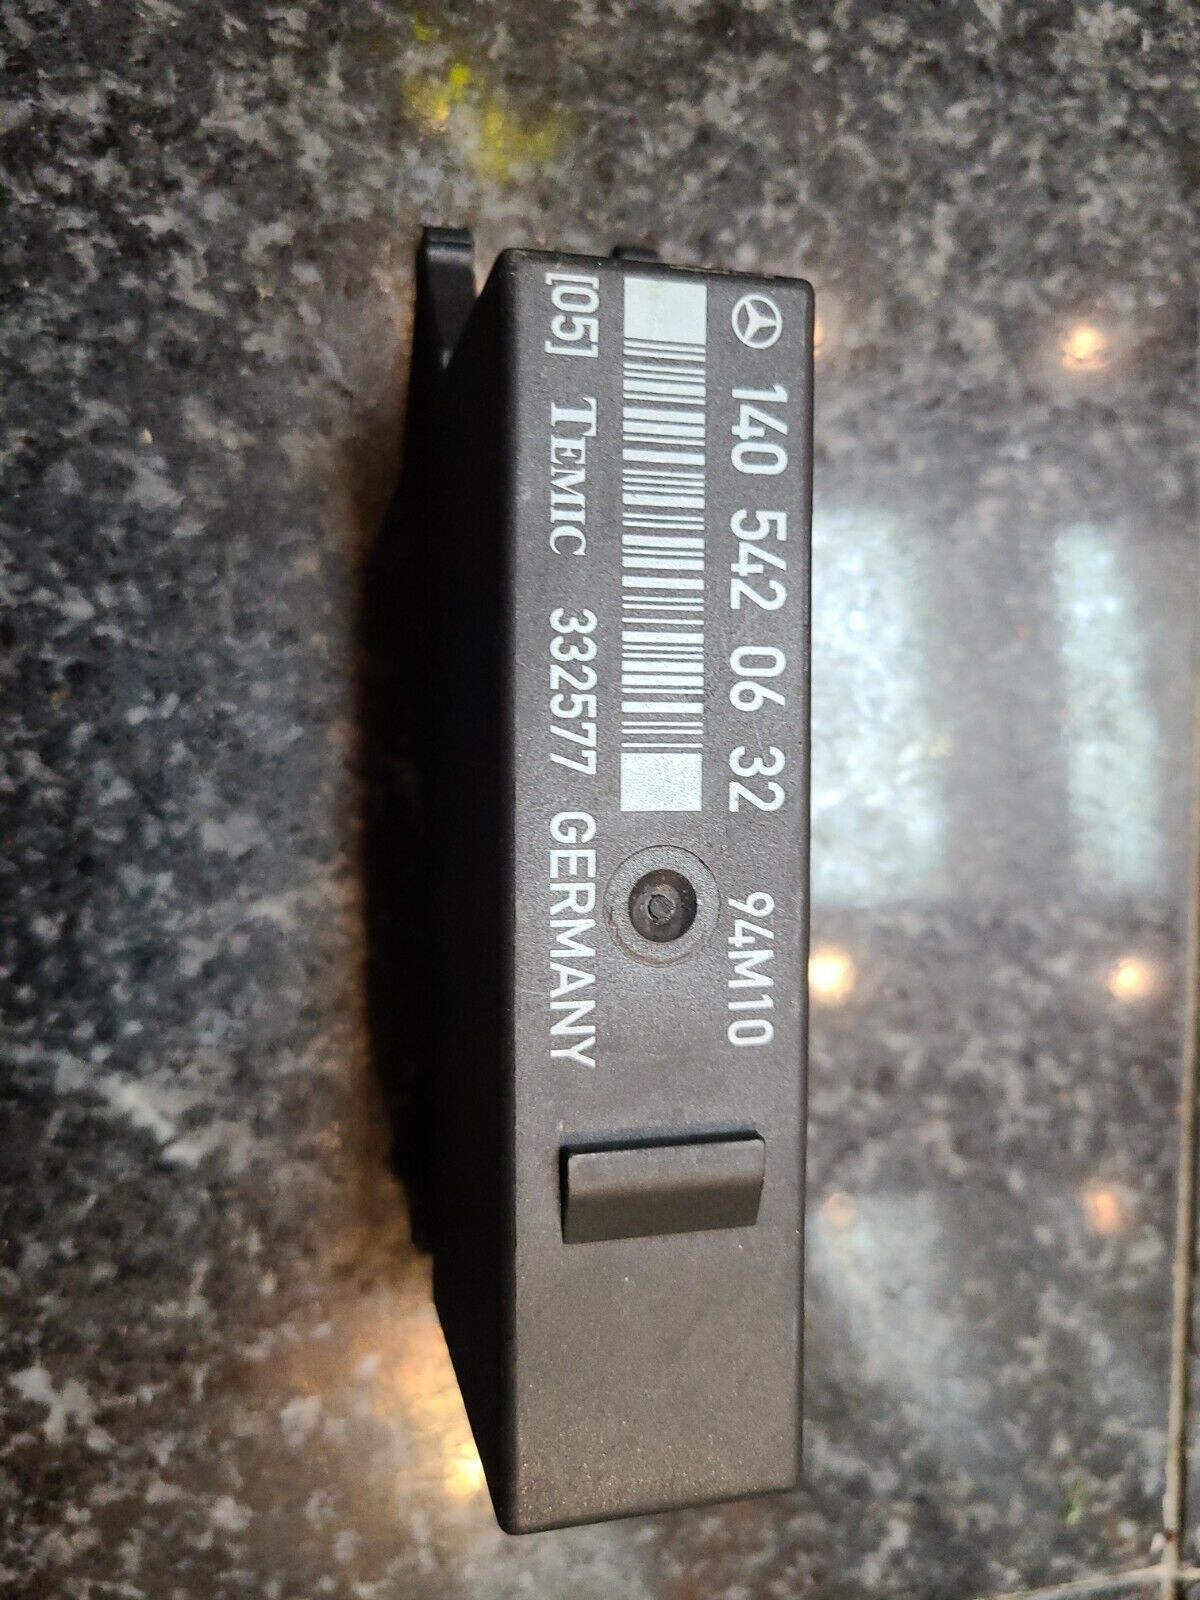 140 542 06 32 94M10
[05] TEMIC 332577 GERMANY